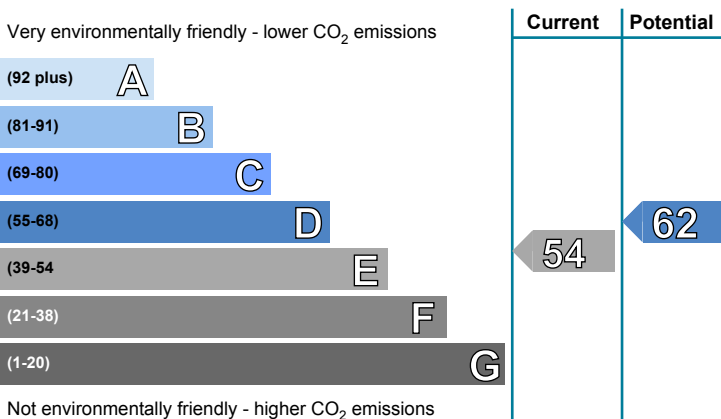 Current Potential
Very environmentally friendly - lower CO₂ emissions
(92 plus) A
(81-91) B
(69-80) C
(55-68) D 62
(39-54 E 54
(21-38) F
(1-20) G
Not environmentally friendly - higher CO₂ emissions